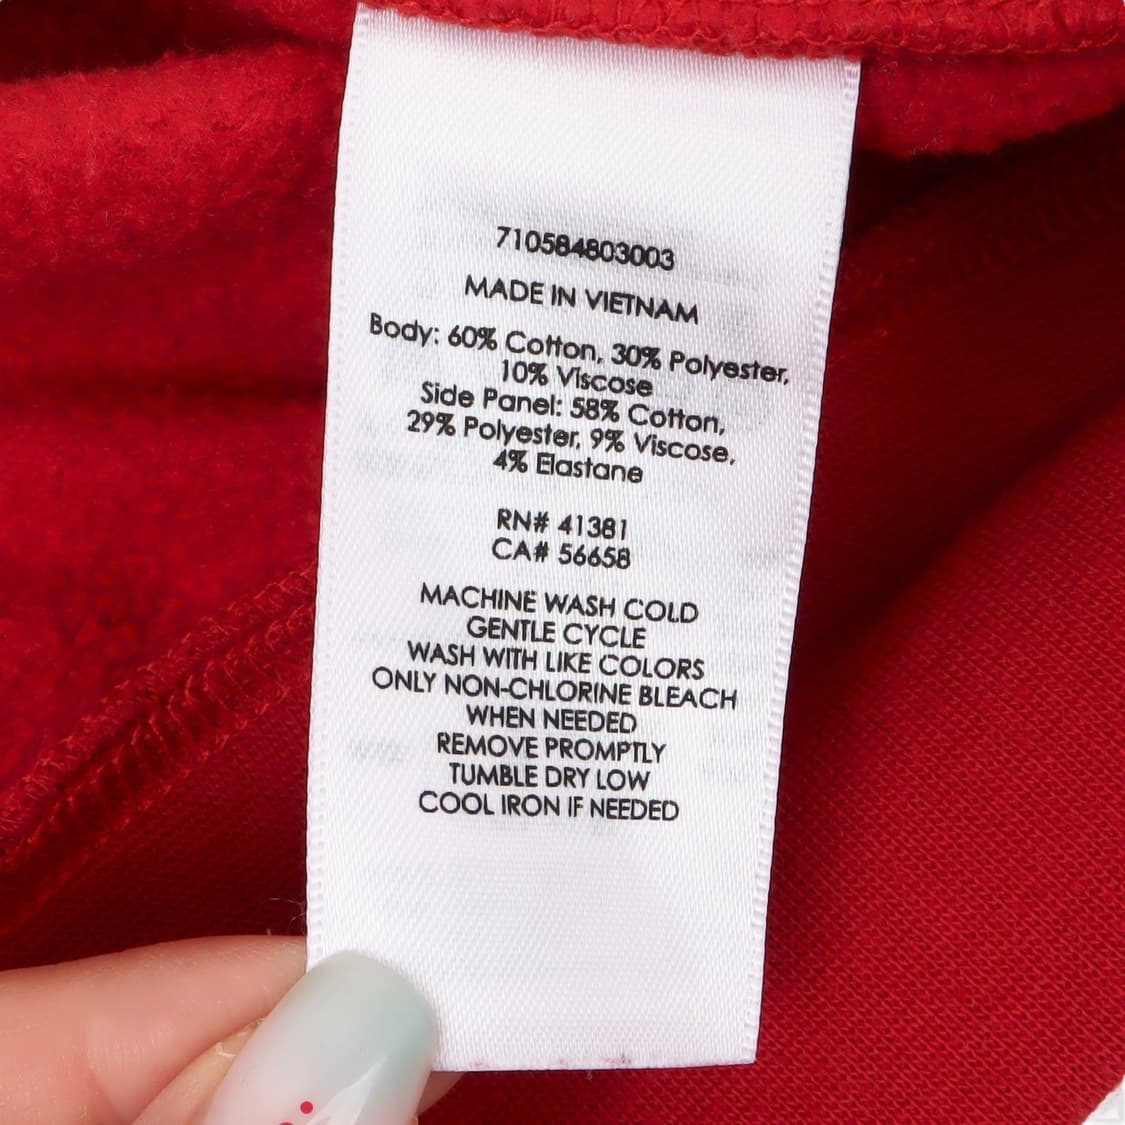 710584803003
MADE IN VIETNAM
Body: 60% Cotton, 30% Polyester,
10% Viscose
Side Panel: 58% Cotton,
29% Polyester, 9% Viscose,
4% Elastane
RN# 41381
CA# 56658
MACHINE WASH COLD
GENTLE CYCLE
WASH WITH LIKE COLORS
ONLY NON-CHLORINE BLEACH
WHEN NEEDED
REMOVE PROMPTLY
TUMBLE DRY LOW
COOL IRON IF NEEDED